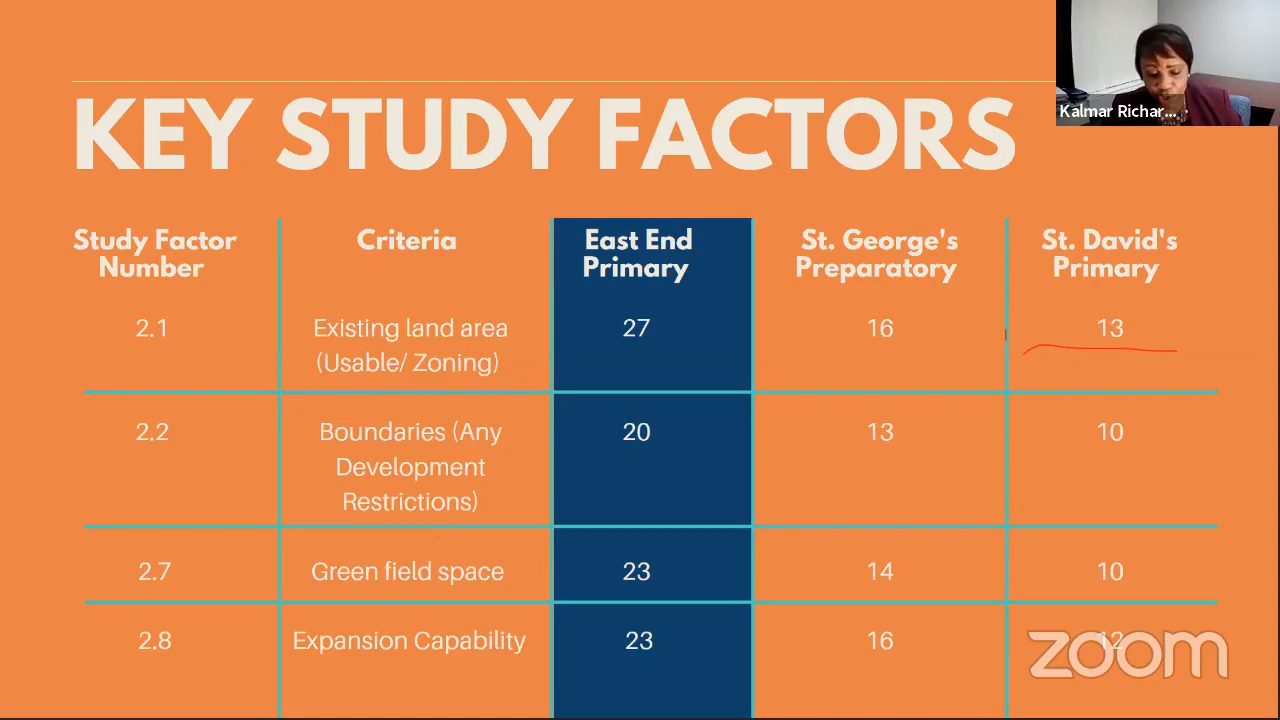 Kalmar Richar...
KEY STUDY FACTORS
Study Factor
Number
Criteria
East End
Primary
St. George's
Preparatory
St. David's
Primary
2.1
Existing land area
(Usable/ Zoning)
27
16
13
2.2
Boundaries (Any
Development
Restrictions)
20
13
10
2.7
Green field space
23
14
10
2.8
Expansion Capability
23
16
12
zoom